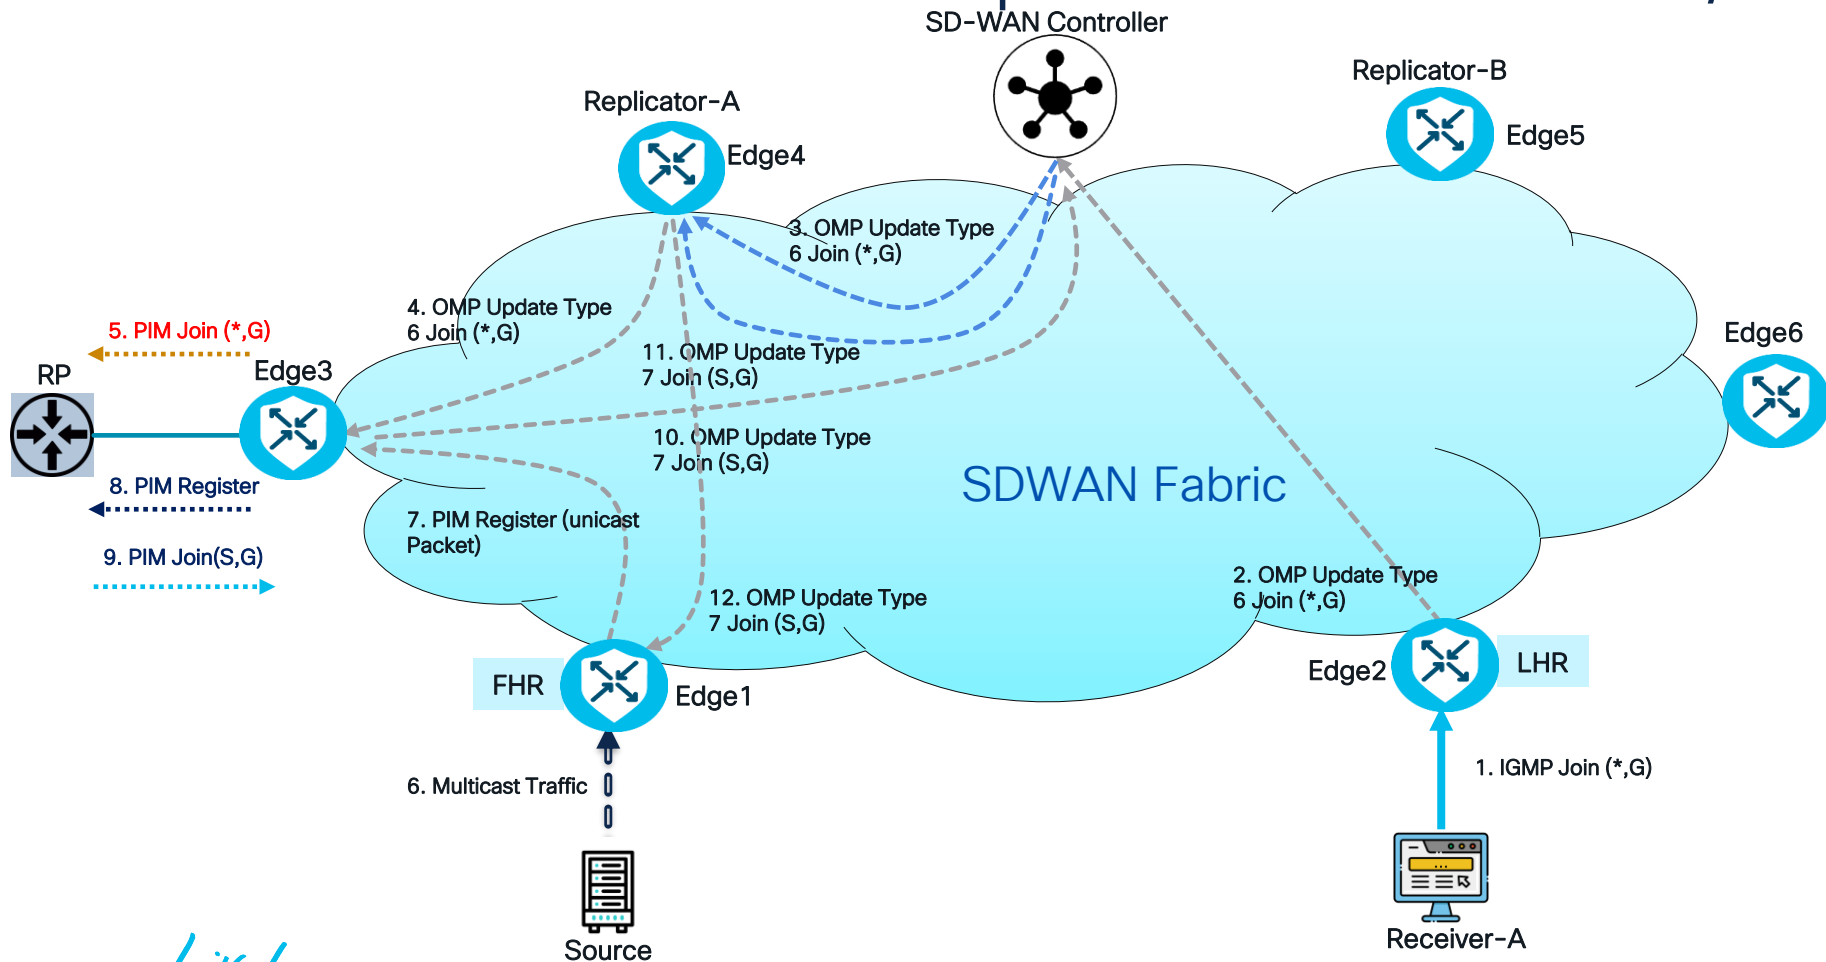 SD-WAN Controller
Replicator-B
Replicator-A
Edge5
Edge4
3. OMP Update Type
6 Join (*,G)
4. OMP Update Type
6 Join (*,G)
5. PIM Join (*,G)
Edge6
11. OMP Update Type
7 Join (S,G)
RP
Edge3
10. OMP Update Type
7 Join (S,G)
SDWAN Fabric
8. PIM Register
7. PIM Register (unicast
Packet)
9. PIM Join(S,G)
2. OMP Update Type
6 Join (*,G)
12. OMP Update Type
7 Join (S,G)
FHR
Edge1
Edge2
LHR
6. Multicast Traffic
1. IGMP Join (*,G)
Source
Receiver-A